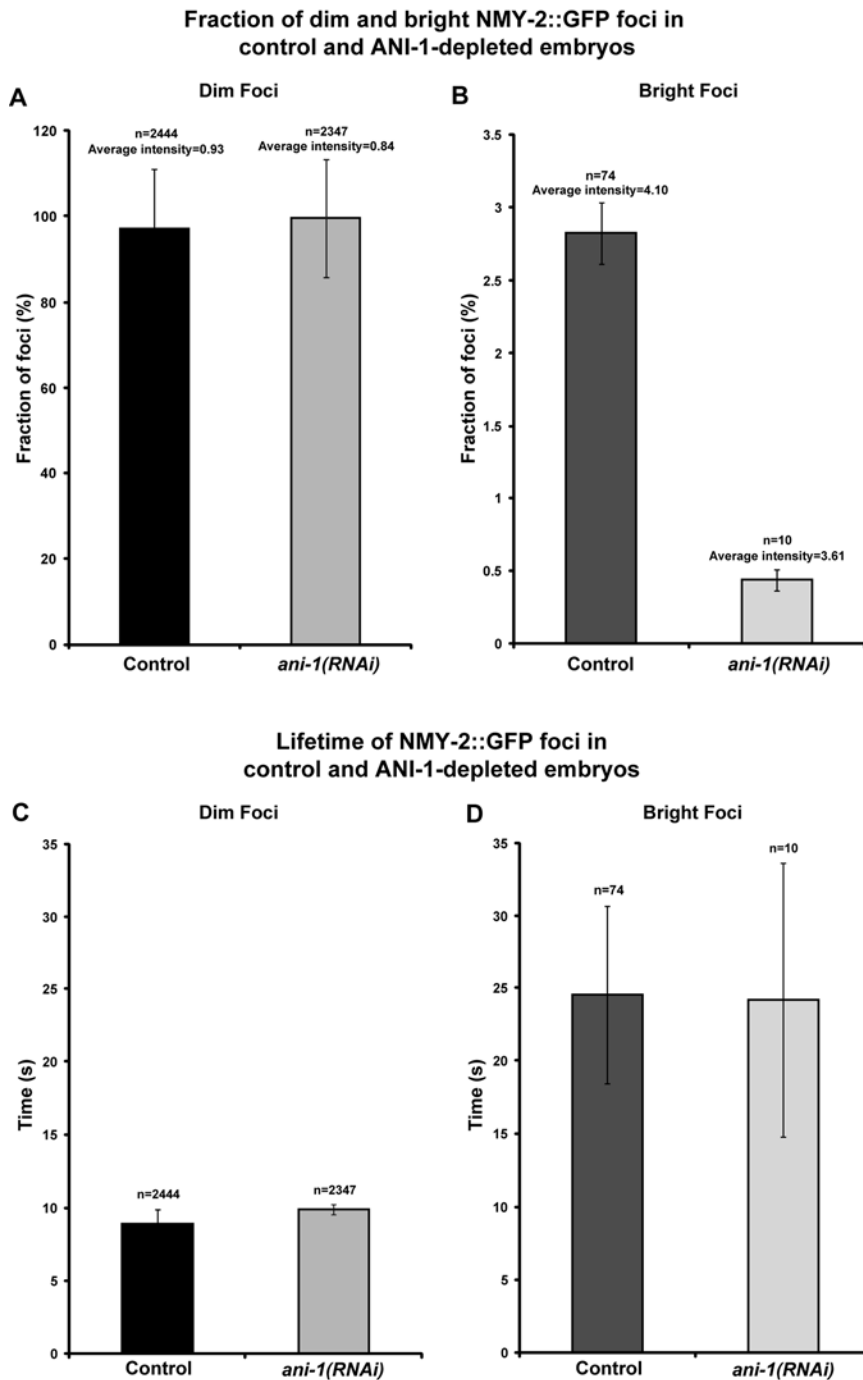 Fraction of dim and bright NMY-2::GFP foci in
control and ANI-1-depleted embryos
A
Dim Foci
n=2444
Average intensity=0.93
n=2347
Average intensity=0.84
120
100
80
60
40
20
0
Fraction of foci (%)
Control
ani-1(RNAi)
B
Bright Foci
n=74
Average intensity=4.10
n=10
Average intensity=3.61
3.5
3
2.5
2
1.5
1
0.5
0
Fraction of foci (%)
Control
ani-1(RNAi)
Lifetime of NMY-2::GFP foci in
control and ANI-1-depleted embryos
C
Dim Foci
n=2444
n=2347
35
30
25
20
15
10
5
0
Time (s)
Control
ani-1(RNAi)
D
Bright Foci
n=74
n=10
35
30
25
20
15
10
5
0
Time (s)
Control
ani-1(RNAi)